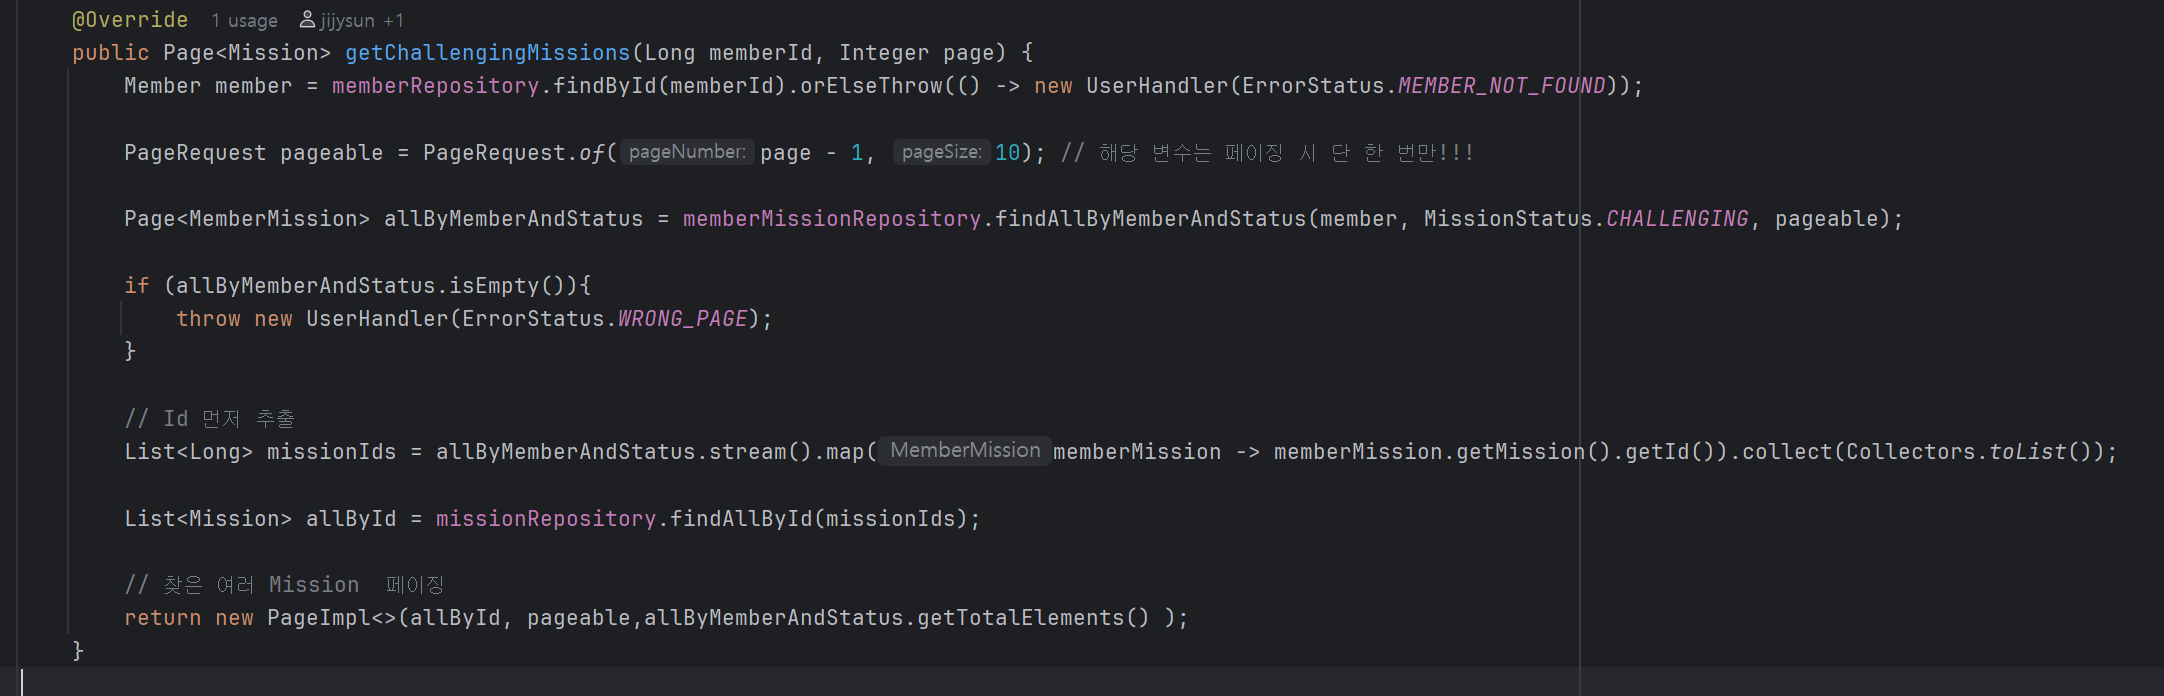 @Override 1 usage jijysun +1
public Page<Mission> getChallengingMissions(Long memberId, Integer page) {
Member member = memberRepository.findById(memberId).orElseThrow(() -> new UserHandler(ErrorStatus.MEMBER_NOT_FOUND));
PageRequest pageable = PageRequest.of( pageNumber: page - 1, pageSize: 10); // 해당 변수는 페이징 시 단 한 번만!!!
Page<MemberMission> allByMemberAndStatus = memberMissionRepository.findAllByMemberAndStatus(member, MissionStatus.CHALLENGING, pageable);
if (allByMemberAndStatus.isEmpty()){
throw new UserHandler(ErrorStatus.WRONG_PAGE);
}
// Id 먼저 추출
List<Long> missionIds = allByMemberAndStatus.stream().map( MemberMission memberMission -> memberMission.getMission().getId()).collect(Collectors.toList());
List<Mission> allById = missionRepository.findAllById(missionIds);
// 찾은 여러 Mission  페이징
return new PageImpl<>(allById, pageable,allByMemberAndStatus.getTotalElements() );
}